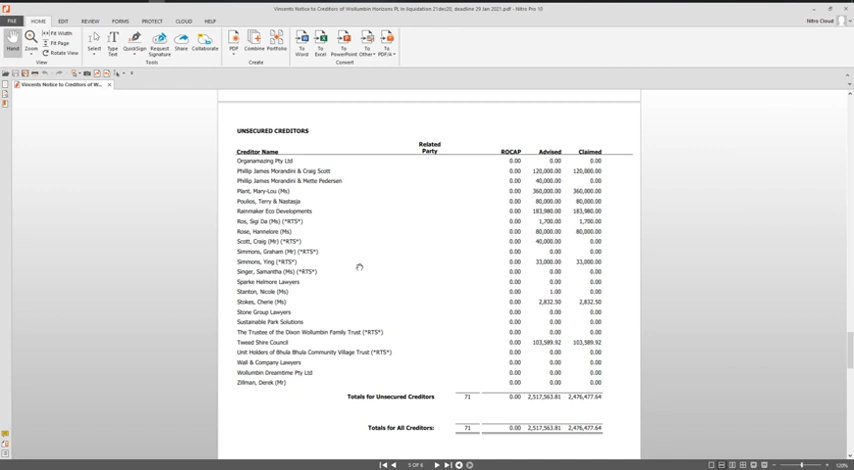 Vincents Notice to Creditors of Wollumbin Horizons PL in liquidation 21dec20, deadline 29 Jan 2021.pdf - Nitro Pro 10
FILE HOME EDIT REVIEW FORMS PROTECT CLOUD HELP
Nitro Cloud
Hand Zoom Fit Width Fit Page Rotate View
Select Type Text QuickSign Request Signature Share Collaborate
PDF Combine Portfolio
To Word To Excel To PowerPoint To Other To PDF/A
View Tools Create Convert
Vincents Notice to Creditors of W...
UNSECURED CREDITORS
Related
Creditor Name Party ROCAP Advised Claimed
Organamazing Pty Ltd 0.00 0.00 0.00
Phillip James Morandini & Craig Scott 0.00 120,000.00 120,000.00
Phillip James Morandini & Mette Pedersen 0.00 40,000.00 0.00
Plant, Mary-Lou (Ms) 0.00 360,000.00 360,000.00
Poulios, Terry & Nastasja 0.00 80,000.00 80,000.00
Rainmaker Eco Developments 0.00 183,980.00 183,980.00
Ros, Sigi Da (Ms) (*RTS*) 0.00 1,700.00 1,700.00
Rose, Hannelore (Ms) 0.00 80,000.00 80,000.00
Scott, Craig (Mr) (*RTS*) 0.00 40,000.00 0.00
Simmons, Graham (Mr) (*RTS*) 0.00 0.00 0.00
Simmons, Ying (*RTS*) 0.00 33,000.00 33,000.00
Singer, Samantha (Ms) (*RTS*) 0.00 0.00 0.00
Sparke Helmore Lawyers 0.00 0.00 0.00
Stanton, Nicole (Ms) 0.00 1.00 0.00
Stokes, Cherie (Ms) 0.00 2,832.50 2,832.50
Stone Group Lawyers 0.00 0.00 0.00
Sustainable Park Solutions 0.00 0.00 0.00
The Trustee of the Dixon Wollumbin Family Trust (*RTS*) 0.00 0.00 0.00
Tweed Shire Council 0.00 103,589.92 103,589.92
Unit Holders of Bhula Bhula Community Village Trust (*RTS*) 0.00 0.00 0.00
Wall & Company Lawyers 0.00 0.00 0.00
Wollumbin Dreamtime Pty Ltd 0.00 0.00 0.00
Zillman, Derek (Mr) 0.00 0.00 0.00
Totals for Unsecured Creditors 71 0.00 2,517,563.81 2,476,477.64
Totals for All Creditors: 71 0.00 2,517,563.81 2,476,477.64
5 OF 6
120%